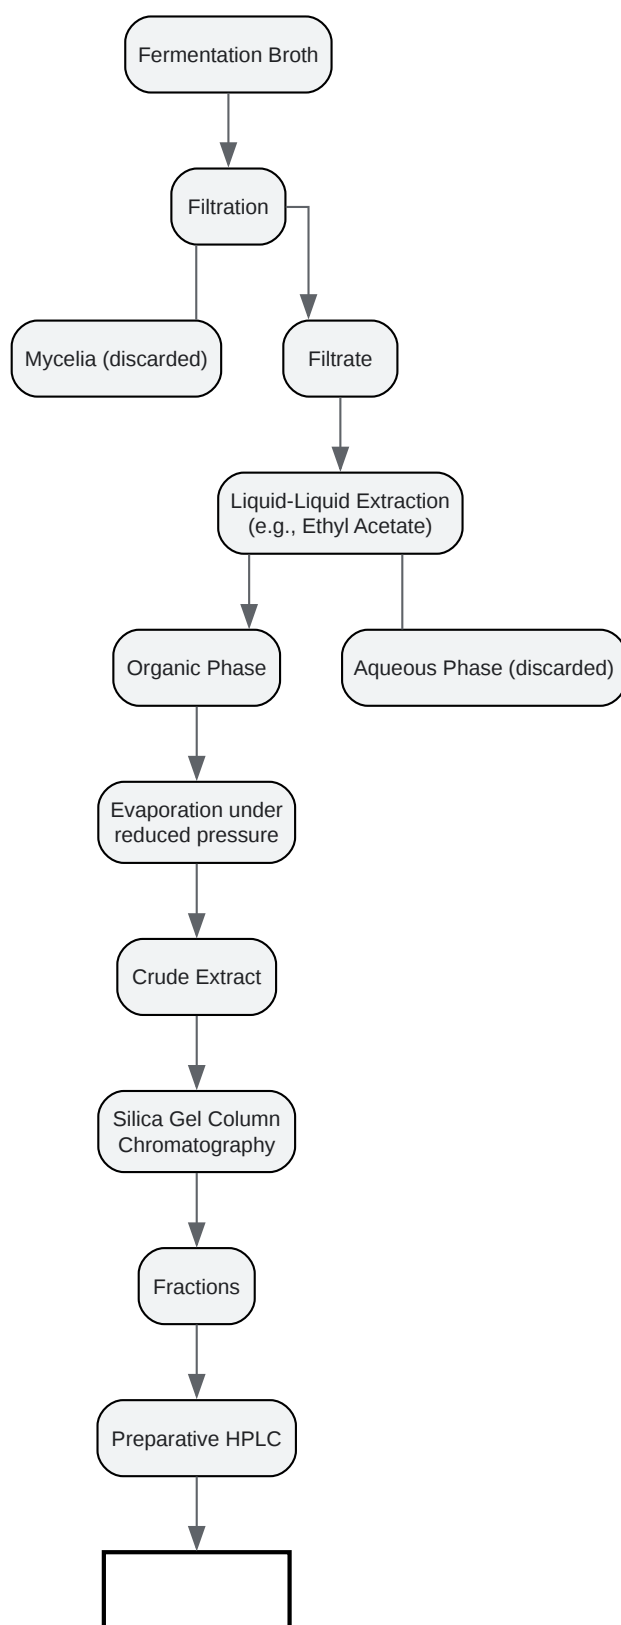 Fermentation Broth
Filtration
Mycelia (discarded)
Filtrate
Liquid-Liquid Extraction
(e.g., Ethyl Acetate)
Organic Phase
Aqueous Phase (discarded)
Evaporation under
reduced pressure
Crude Extract
Silica Gel Column
Chromatography
Fractions
Preparative HPLC